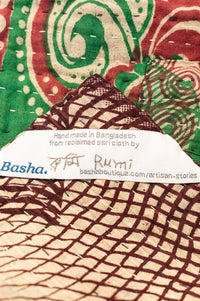 Hand made in Bangladesh
from reclaimed sari cloth by
Rumi
Basha.
bashaboutique.com/artisan-stories